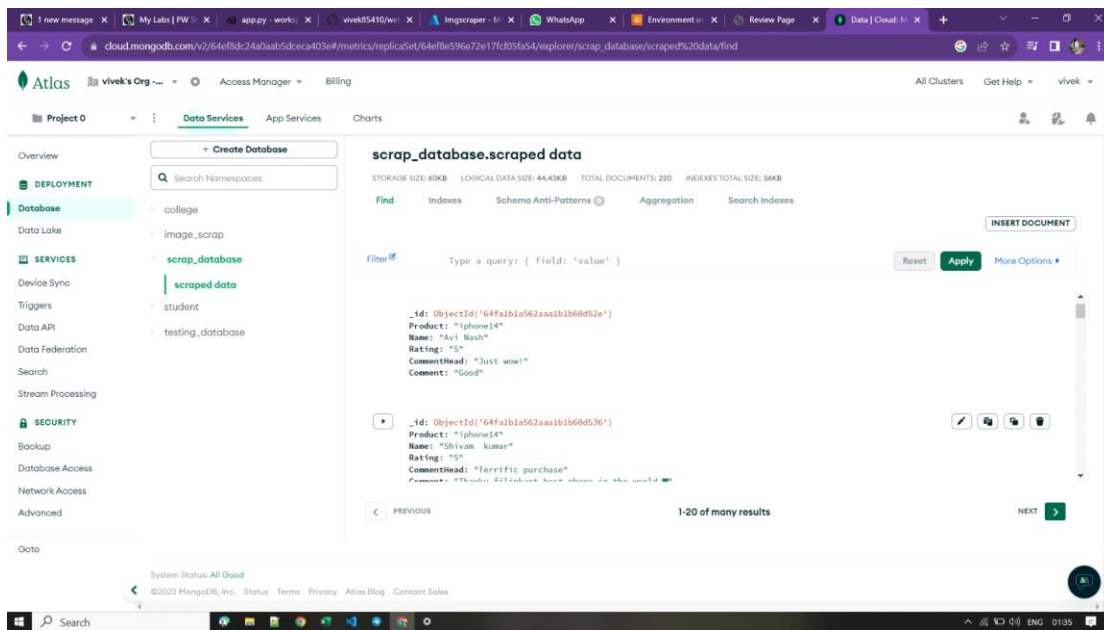 1 new message
My Labs | PW S
app.py - works
vivek85410/we
Imgscraper - M
WhatsApp
Environment o
Review Page
Data | Cloud: M
cloud.mongodb.com/v2/64ef8dc24a0aab5dceca403e#/metrics/replicaSet/64ef8e596e72e17fcf05fa54/explorer/scrap_database/scraped%20data/find
Atlas
vivek's Org -...
Access Manager
Billing
All Clusters
Get Help
vivek
Project 0
Data Services
App Services
Charts
Overview
DEPLOYMENT
Database
Data Lake
SERVICES
Device Sync
Triggers
Data API
Data Federation
Search
Stream Processing
SECURITY
Backup
Database Access
Network Access
Advanced
Goto
+ Create Database
Search Namespaces
college
image_scrap
scrap_database
scraped data
student
testing_database
scrap_database.scraped data
STORAGE SIZE: 60KB LOGICAL DATA SIZE: 44.43KB TOTAL DOCUMENTS: 220 INDEXES TOTAL SIZE: 36KB
Find
Indexes
Schema Anti-Patterns 0
Aggregation
Search Indexes
INSERT DOCUMENT
Filter
Type a query: { field: 'value' }
Reset
Apply
More Options
_id: ObjectId('64fa1b1a562aaa1b1b60d52e')
Product: "iphone14"
Name: "Avi Nash"
Rating: "5"
CommentHead: "Just wow!"
Comment: "Good"
_id: ObjectId('64fa1b1a562aaa1b1b60d536')
Product: "iphone14"
Name: "Shivam kumar"
Rating: "5"
CommentHead: "Terrific purchase"
Comment: "Thanku filipkart best phone in the world ❤"
PREVIOUS
1-20 of many results
NEXT
System Status: All Good
©2023 MongoDB, Inc. Status Terms Privacy Atlas Blog Contact Sales
Search
ENG 01:35